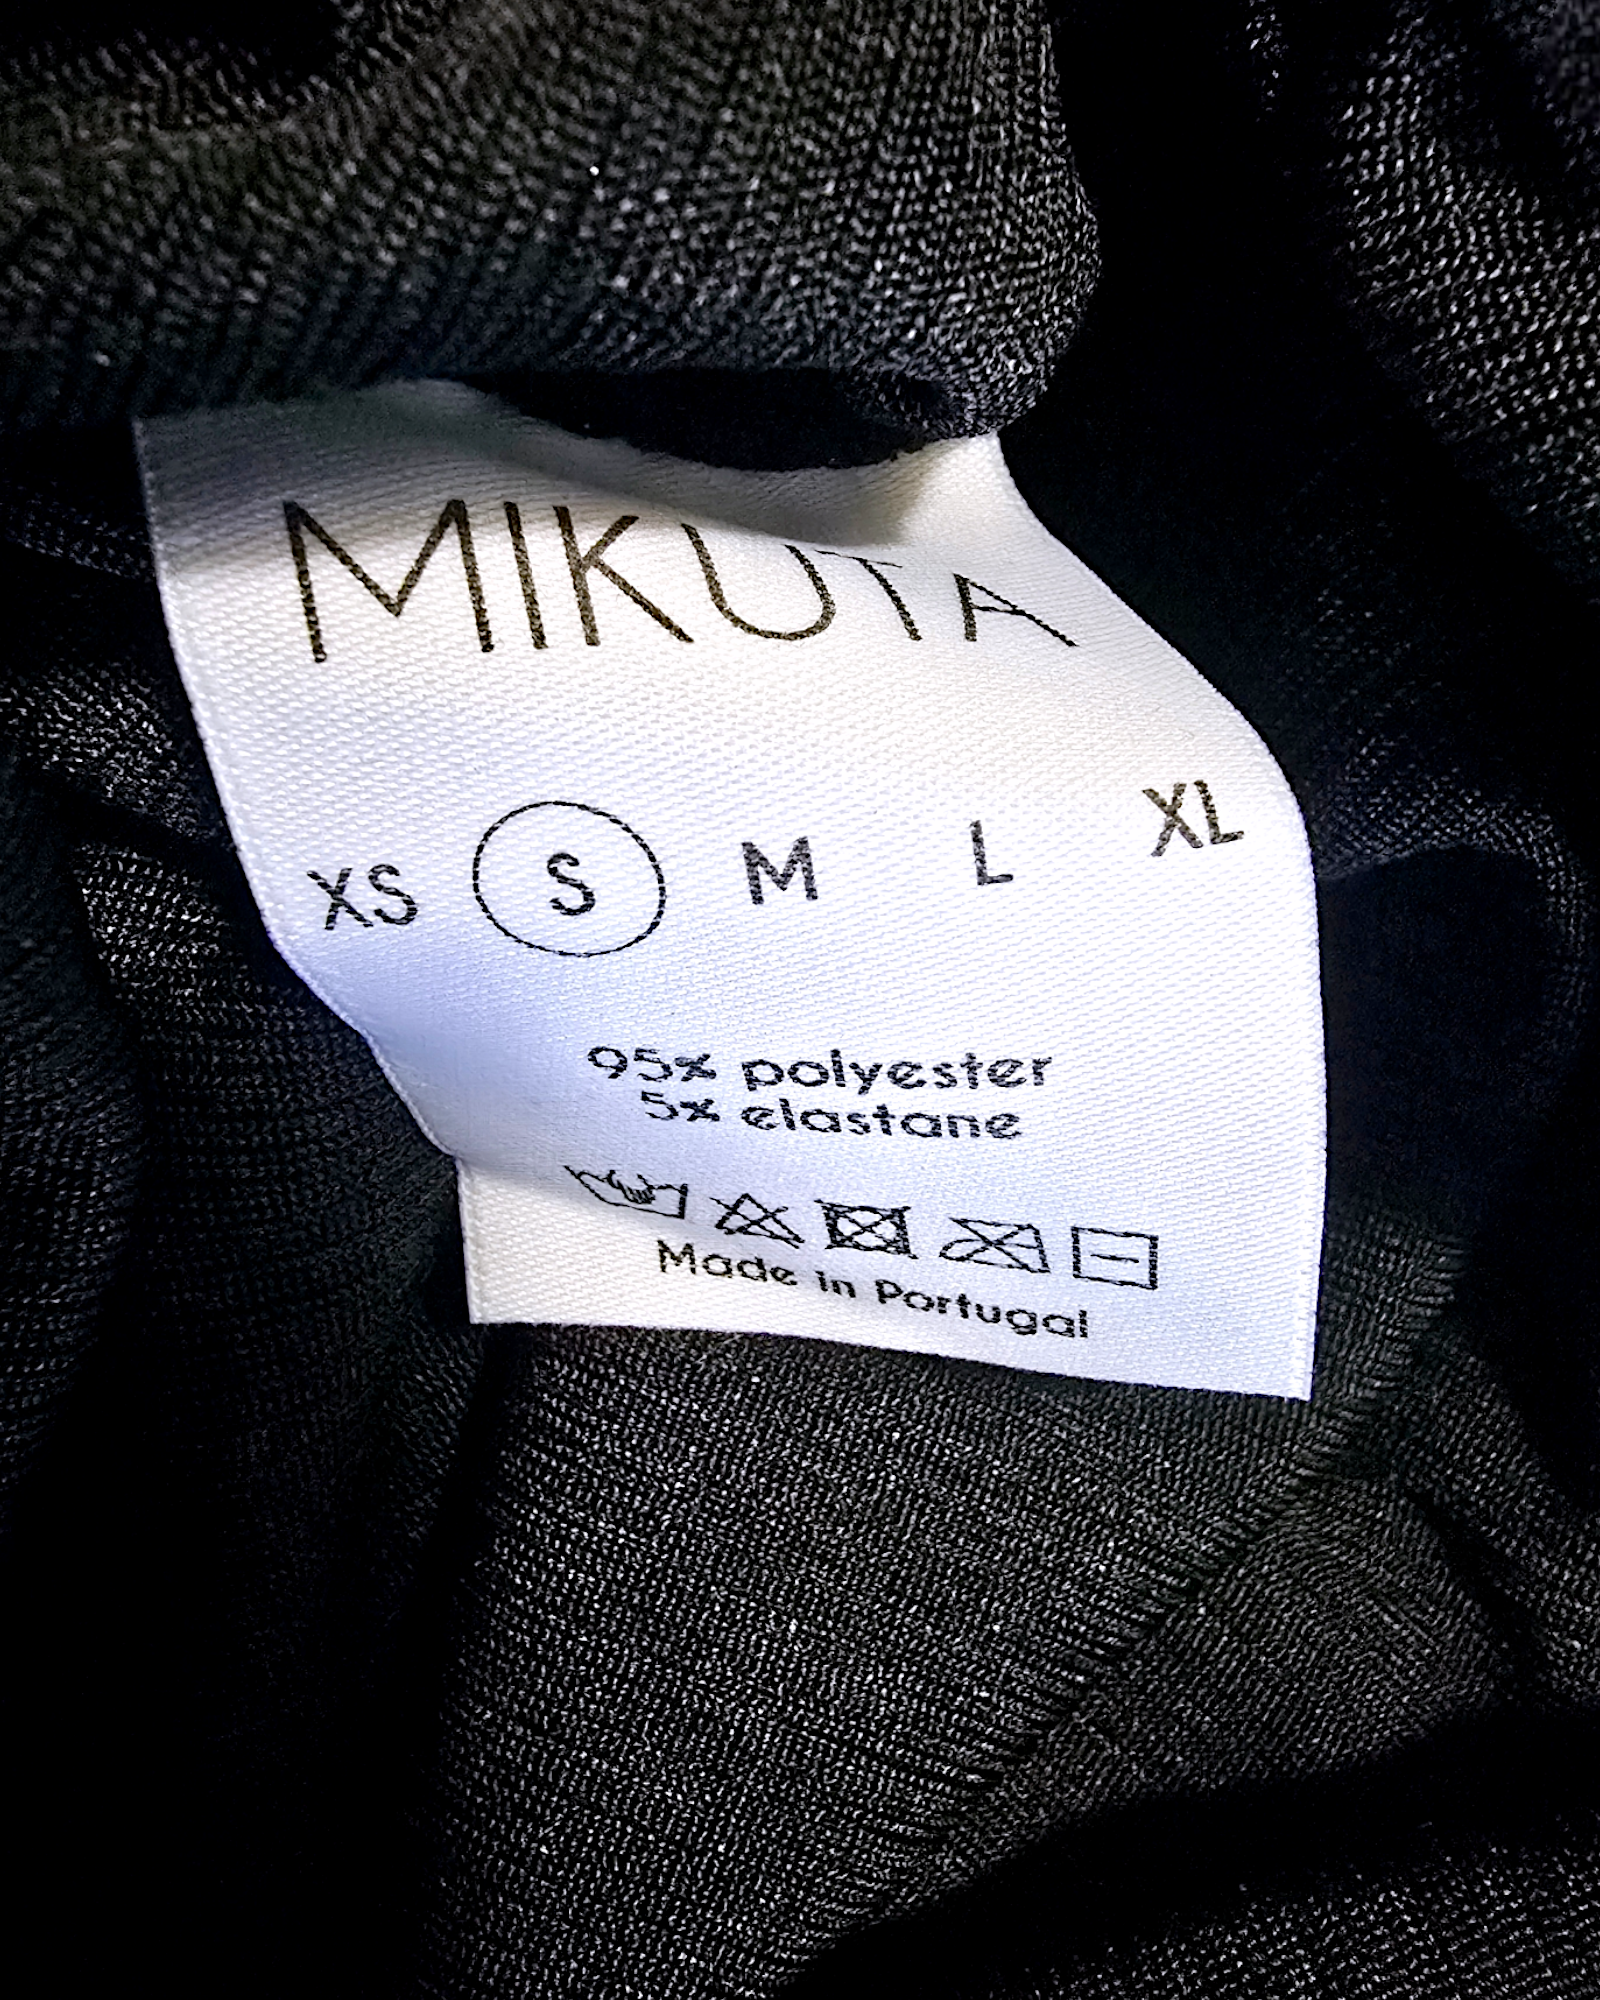 MIKUTA
XS S M L XL
95% polyester
5% elastane
Made in Portugal